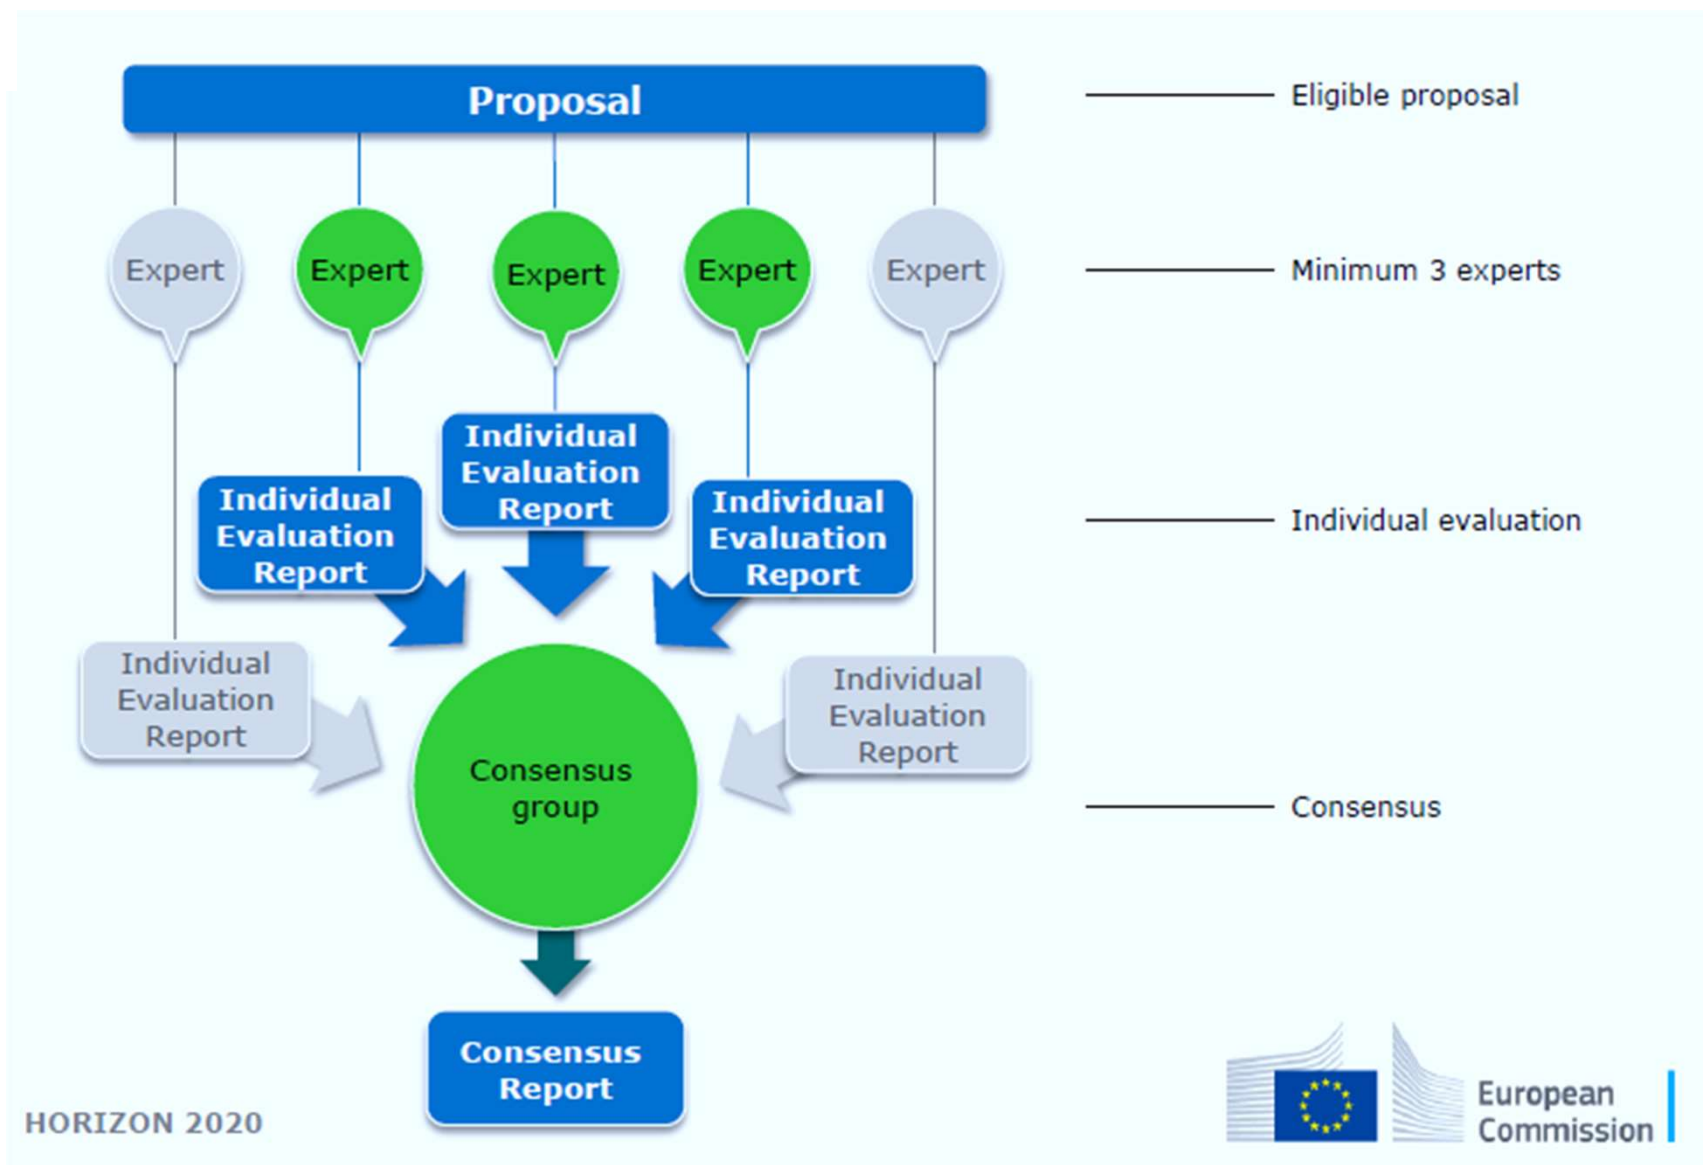 Proposal
Eligible proposal
Expert
Expert
Expert
Expert
Expert
Minimum 3 experts
Individual
Evaluation
Report
Individual
Evaluation
Report
Individual
Evaluation
Report
Individual evaluation
Individual
Evaluation
Report
Individual
Evaluation
Report
Consensus
group
Consensus
Consensus
Report
HORIZON 2020
European
Commission